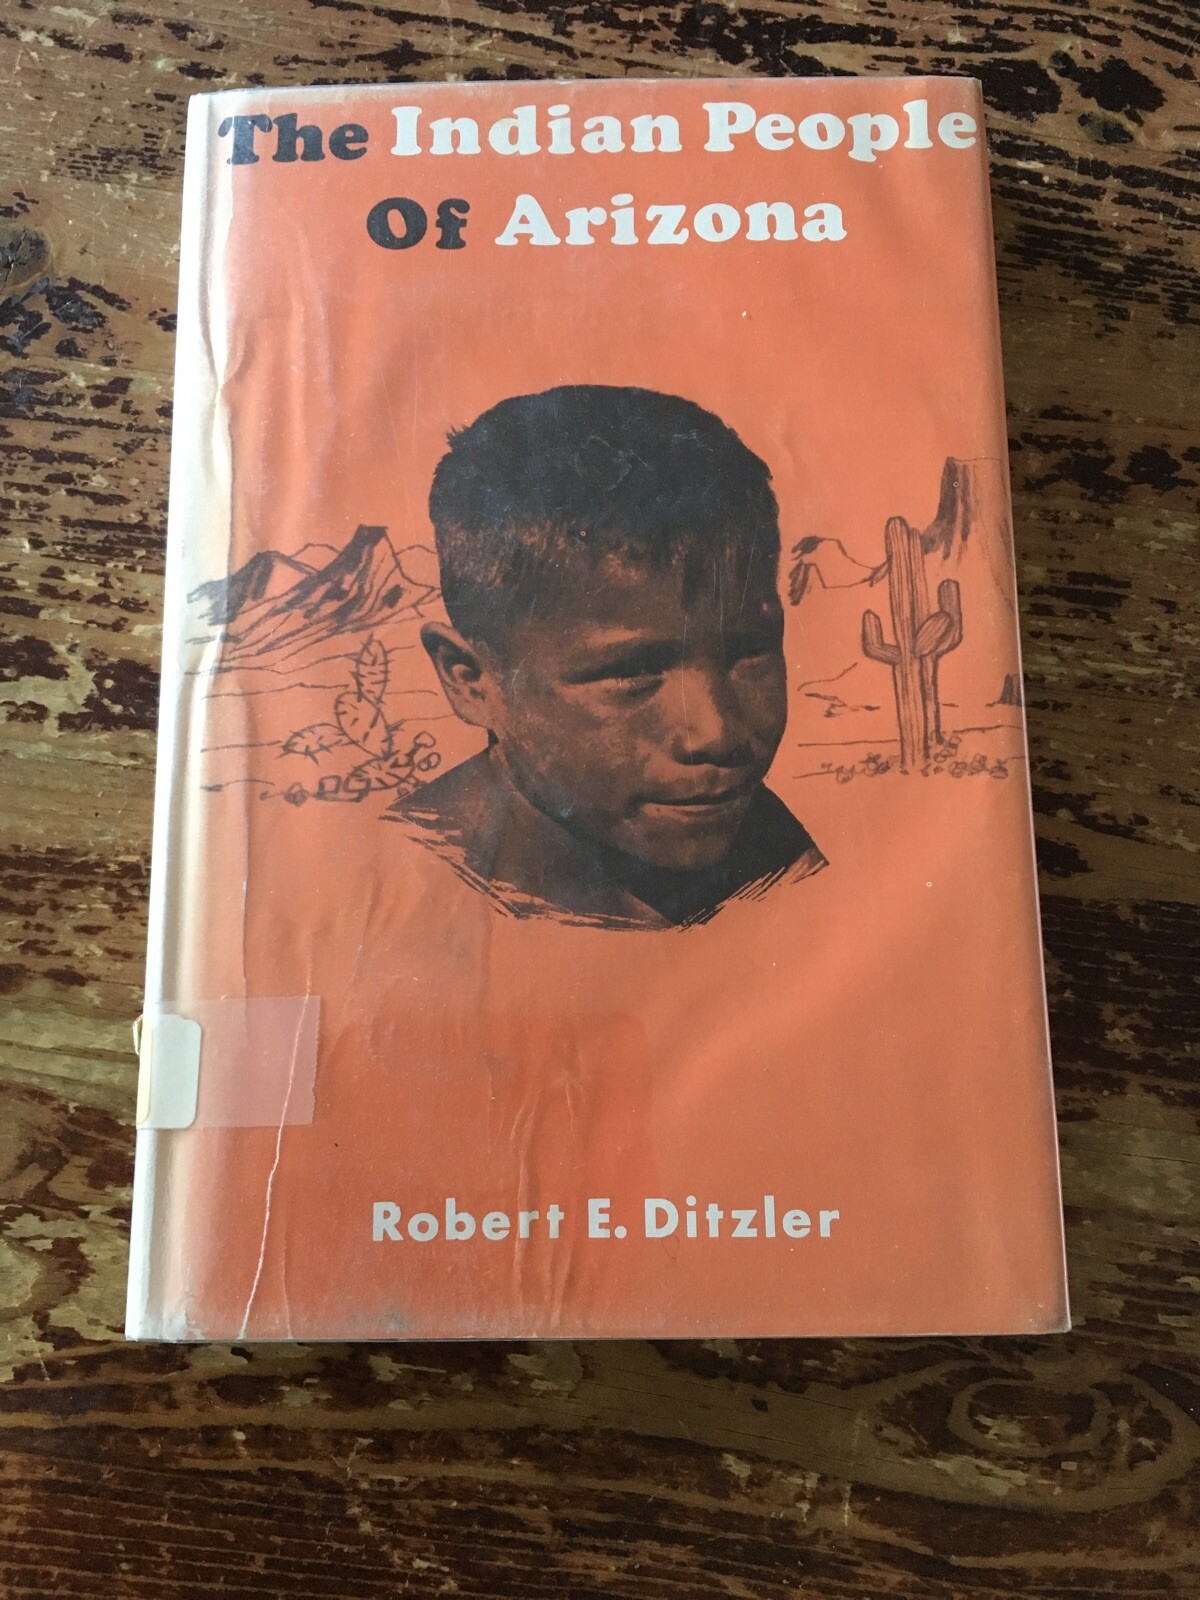 The Indian People
Of Arizona
Robert E. Ditzler